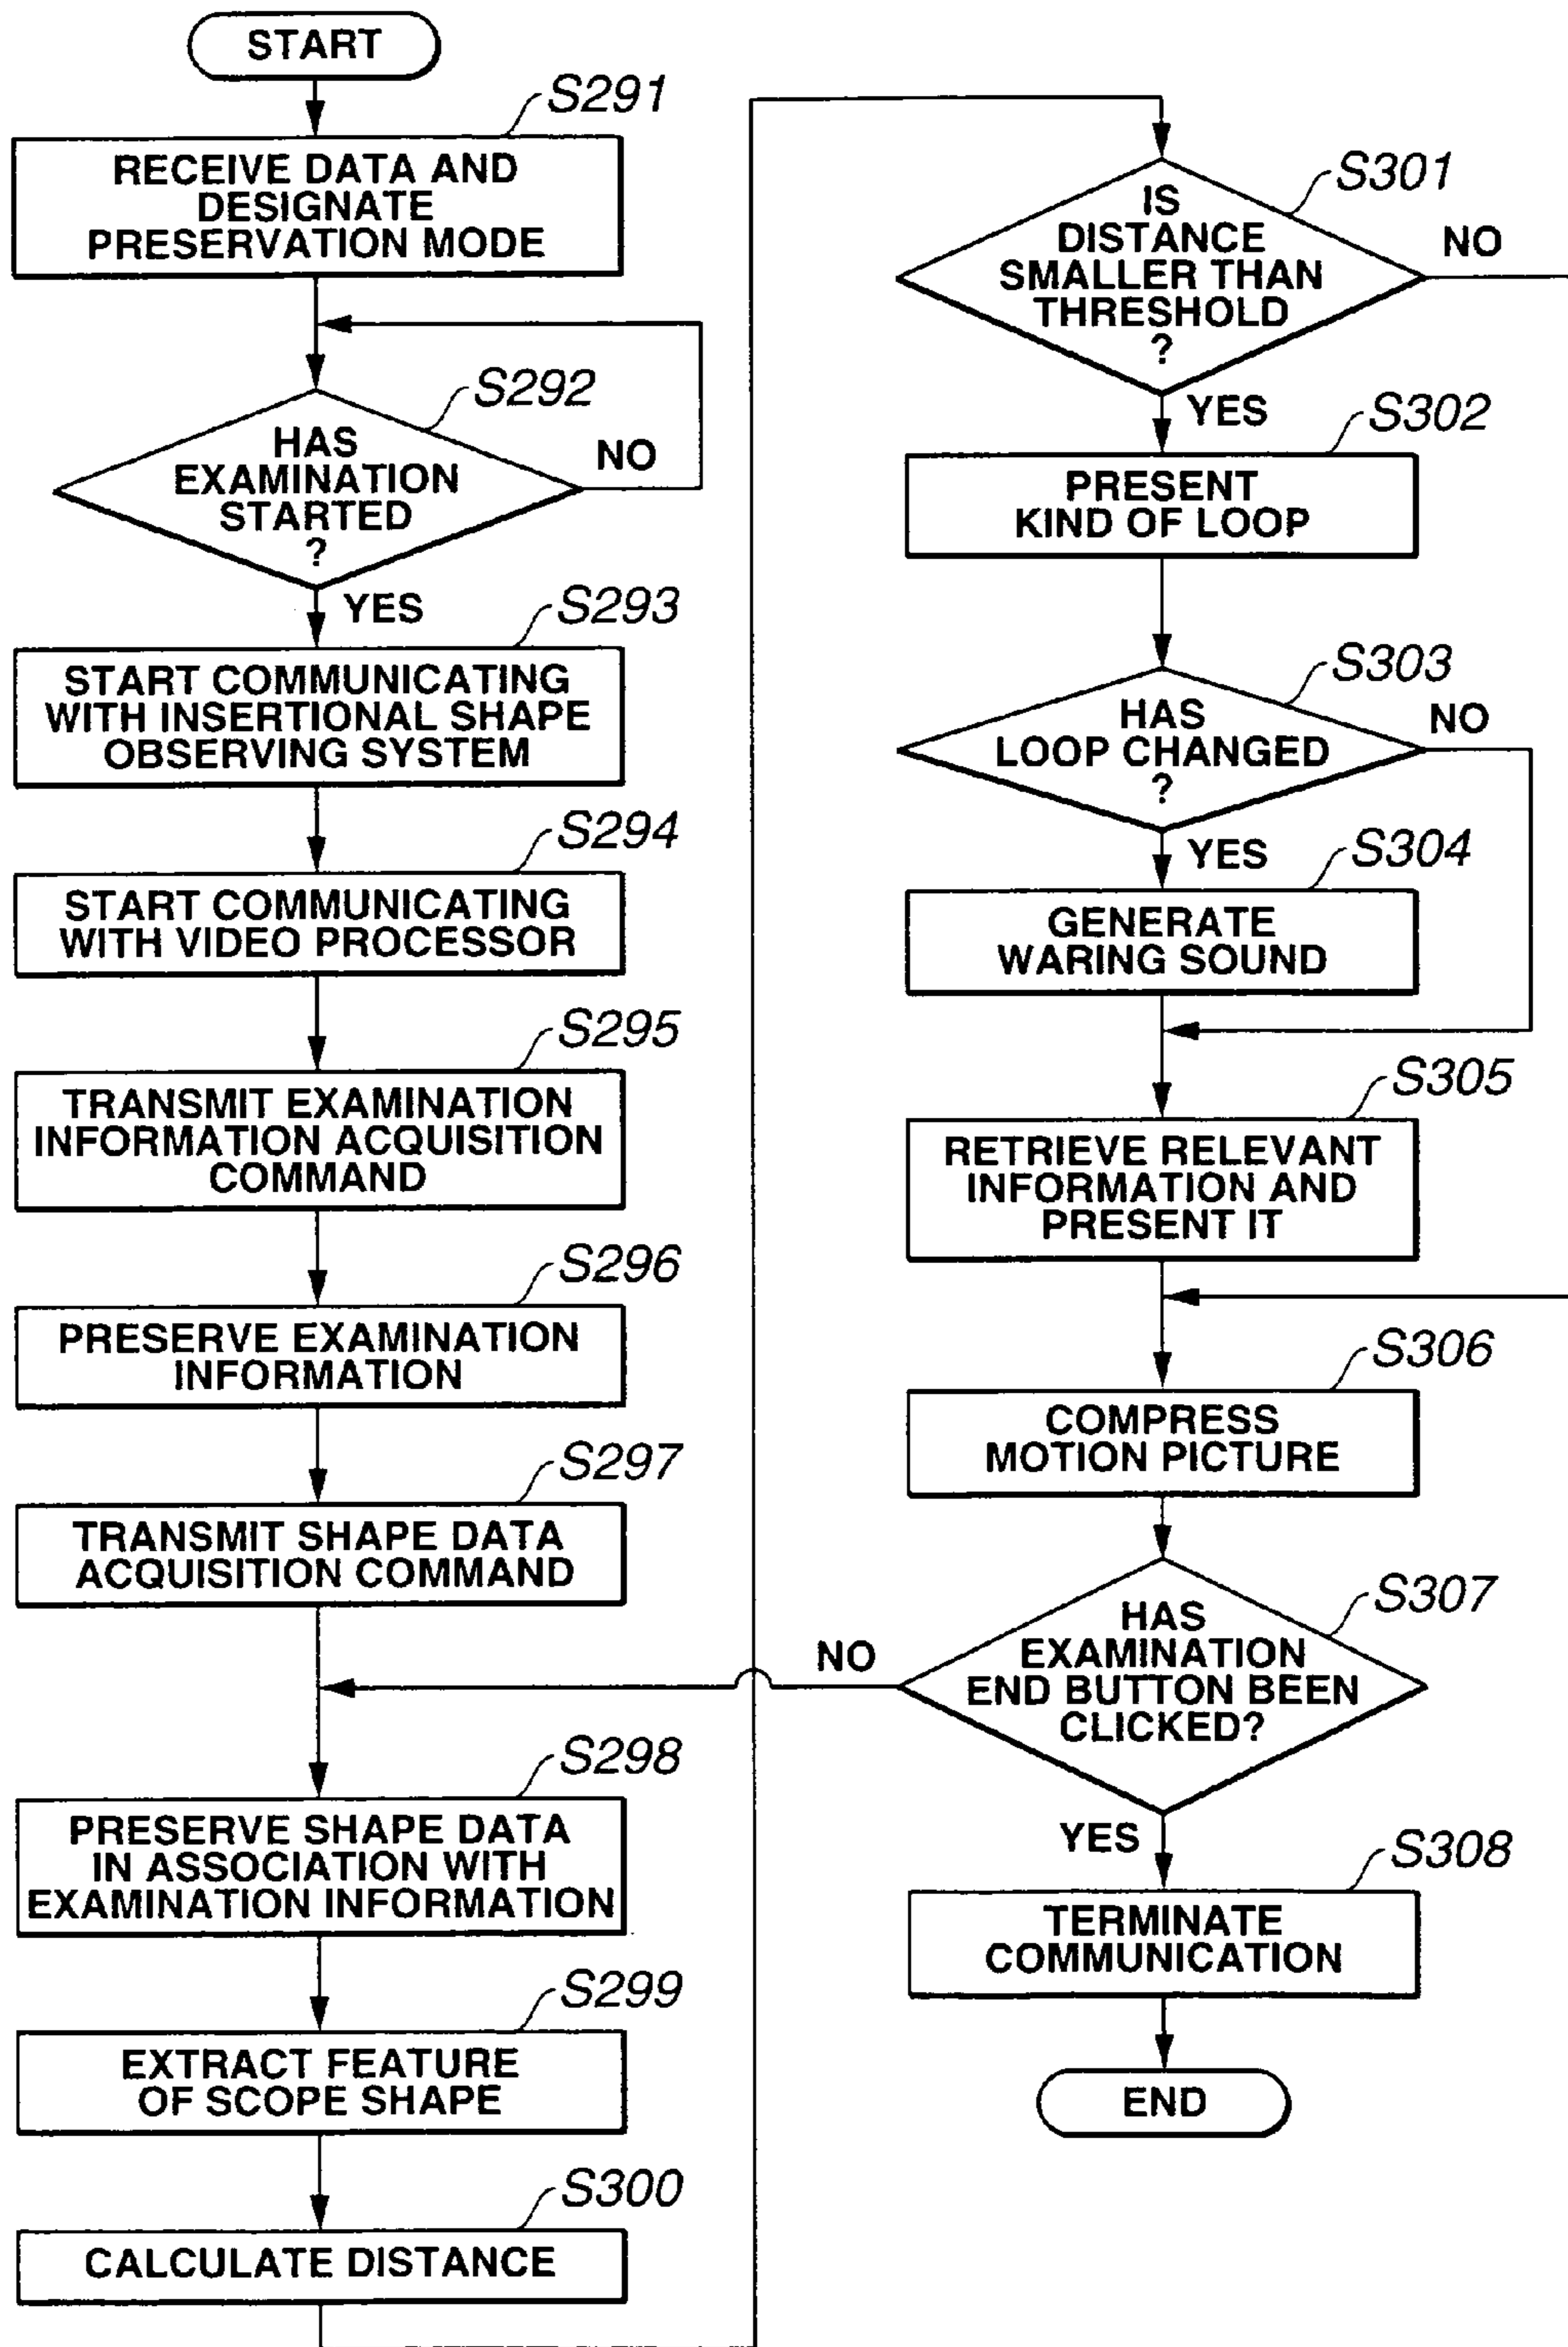 START
S291
RECEIVE DATA AND
DESIGNATE
PRESERVATION MODE
S292
HAS
EXAMINATION
STARTED
?
NO
YES
S293
START COMMUNICATING
WITH INSERTIONAL SHAPE
OBSERVING SYSTEM
S294
START COMMUNICATING
WITH VIDEO PROCESSOR
S295
TRANSMIT EXAMINATION
INFORMATION ACQUISITION
COMMAND
S296
PRESERVE EXAMINATION
INFORMATION
S297
TRANSMIT SHAPE DATA
ACQUISITION COMMAND
S298
PRESERVE SHAPE DATA
IN ASSOCIATION WITH
EXAMINATION INFORMATION
S299
EXTRACT FEATURE
OF SCOPE SHAPE
S300
CALCULATE DISTANCE
S301
IS
DISTANCE
SMALLER THAN
THRESHOLD
?
NO
YES
S302
PRESENT
KIND OF LOOP
S303
HAS
LOOP CHANGED
?
NO
YES
S304
GENERATE
WARING SOUND
S305
RETRIEVE RELEVANT
INFORMATION AND
PRESENT IT
S306
COMPRESS
MOTION PICTURE
S307
HAS
EXAMINATION
END BUTTON BEEN
CLICKED?
NO
YES
S308
TERMINATE
COMMUNICATION
END